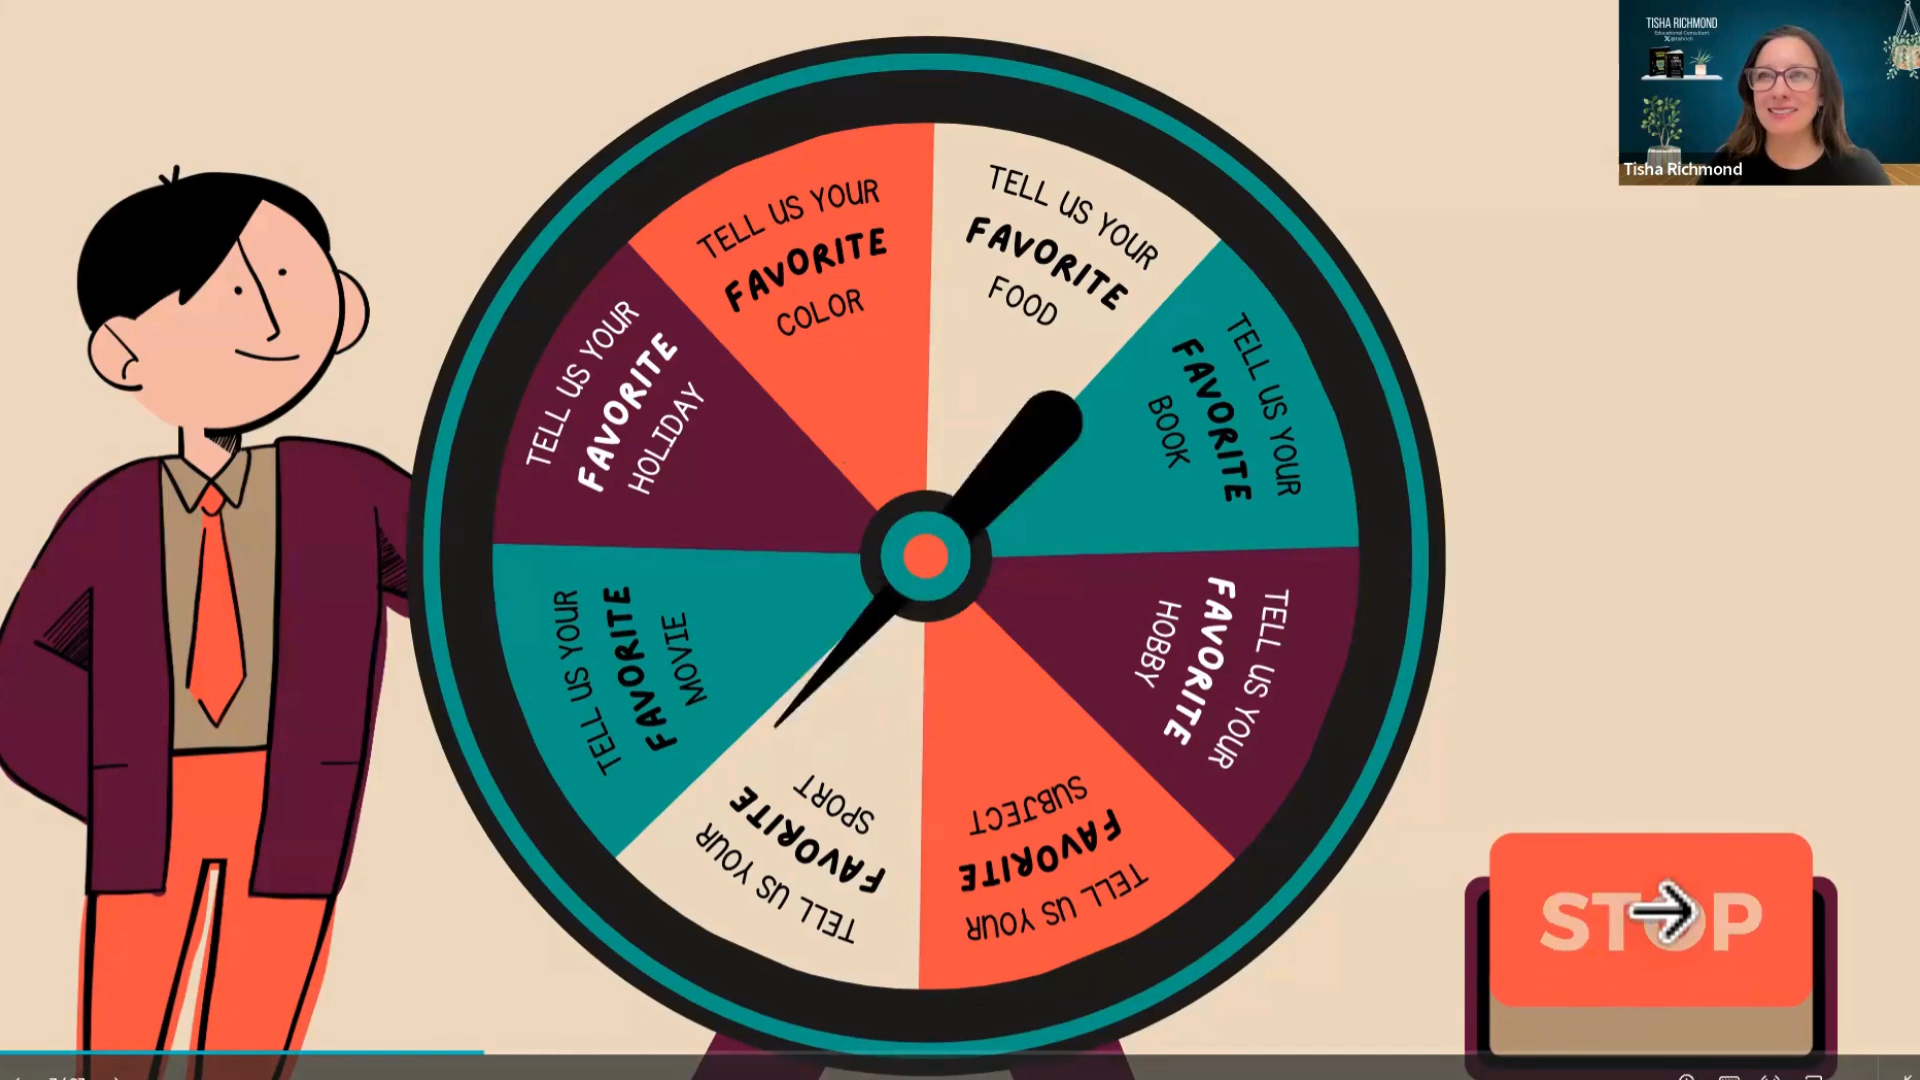 TISHA RICHMOND
Educational Consultant
Tisha Richmond
TELL US YOUR
FAVORITE
COLOR
TELL US YOUR
FAVORITE
FOOD
TELL US YOUR
FAVORITE
BOOK
TELL US YOUR
FAVORITE
HOBBY
TELL US YOUR
FAVORITE
SUBJECT
TELL US YOUR
FAVORITE
SPORT
TELL US YOUR
FAVORITE
MOVIE
TELL US YOUR
FAVORITE
HOLIDAY
STOP